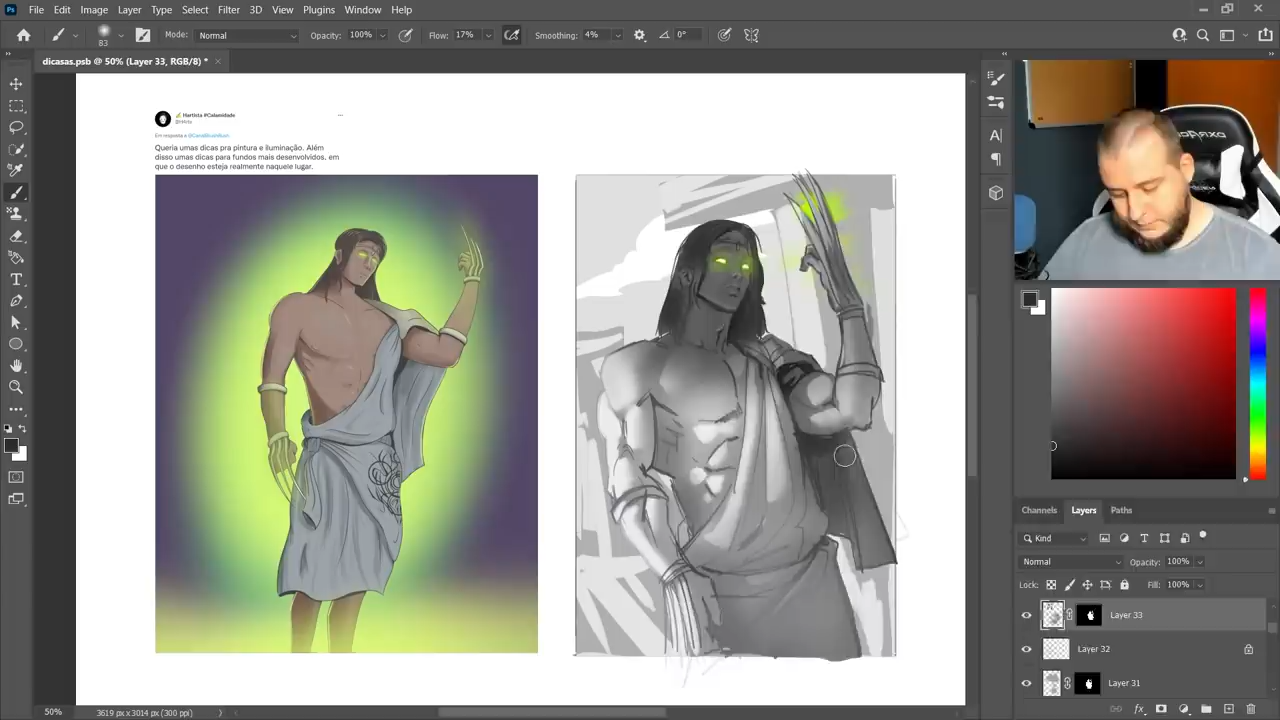 Ps File Edit Image Layer Type Select Filter 3D View Plugins Window Help
83 Mode: Normal Opacity: 100% Flow: 17% Smoothing: 4% 0°
dicasas.psb @ 50% (Layer 33, RGB/8) *
Hartista #Calamidade
Em resposta a
Queria umas dicas pra pintura e iluminação. Além
disso umas dicas para fundos mais desenvolvidos, em
que o desenho esteja realmente naquele lugar.
Channels Layers Paths
Kind
Normal Opacity: 100%
Lock: Fill: 100%
Layer 33
Layer 32
Layer 31
50% 3619 px x 3014 px (300 ppi)